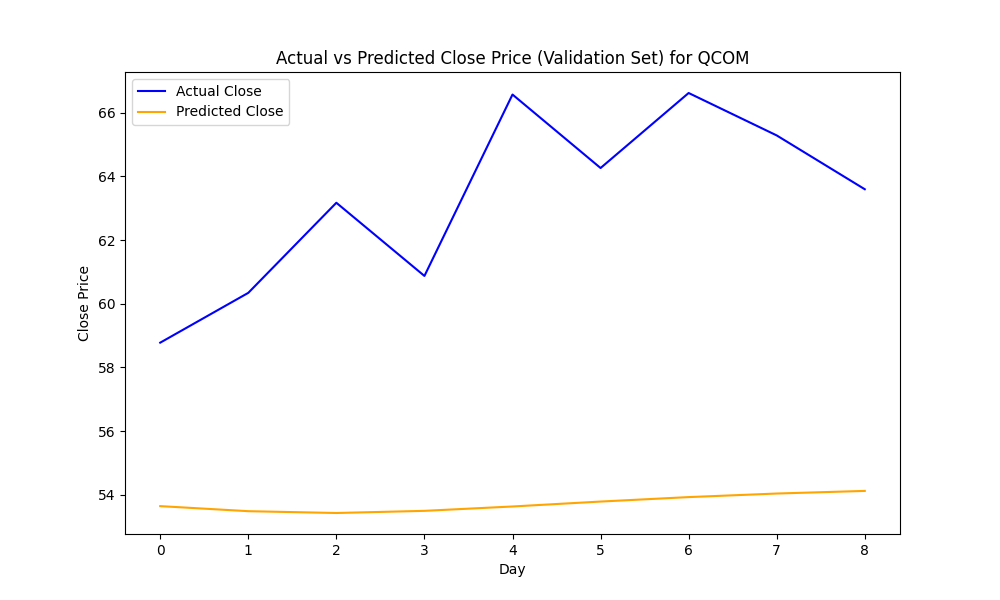 Actual vs Predicted Close Price (Validation Set) for QCOM
Actual Close
Predicted Close
Close Price
66
64
62
60
58
56
54
0 1 2 3 4 5 6 7 8
Day